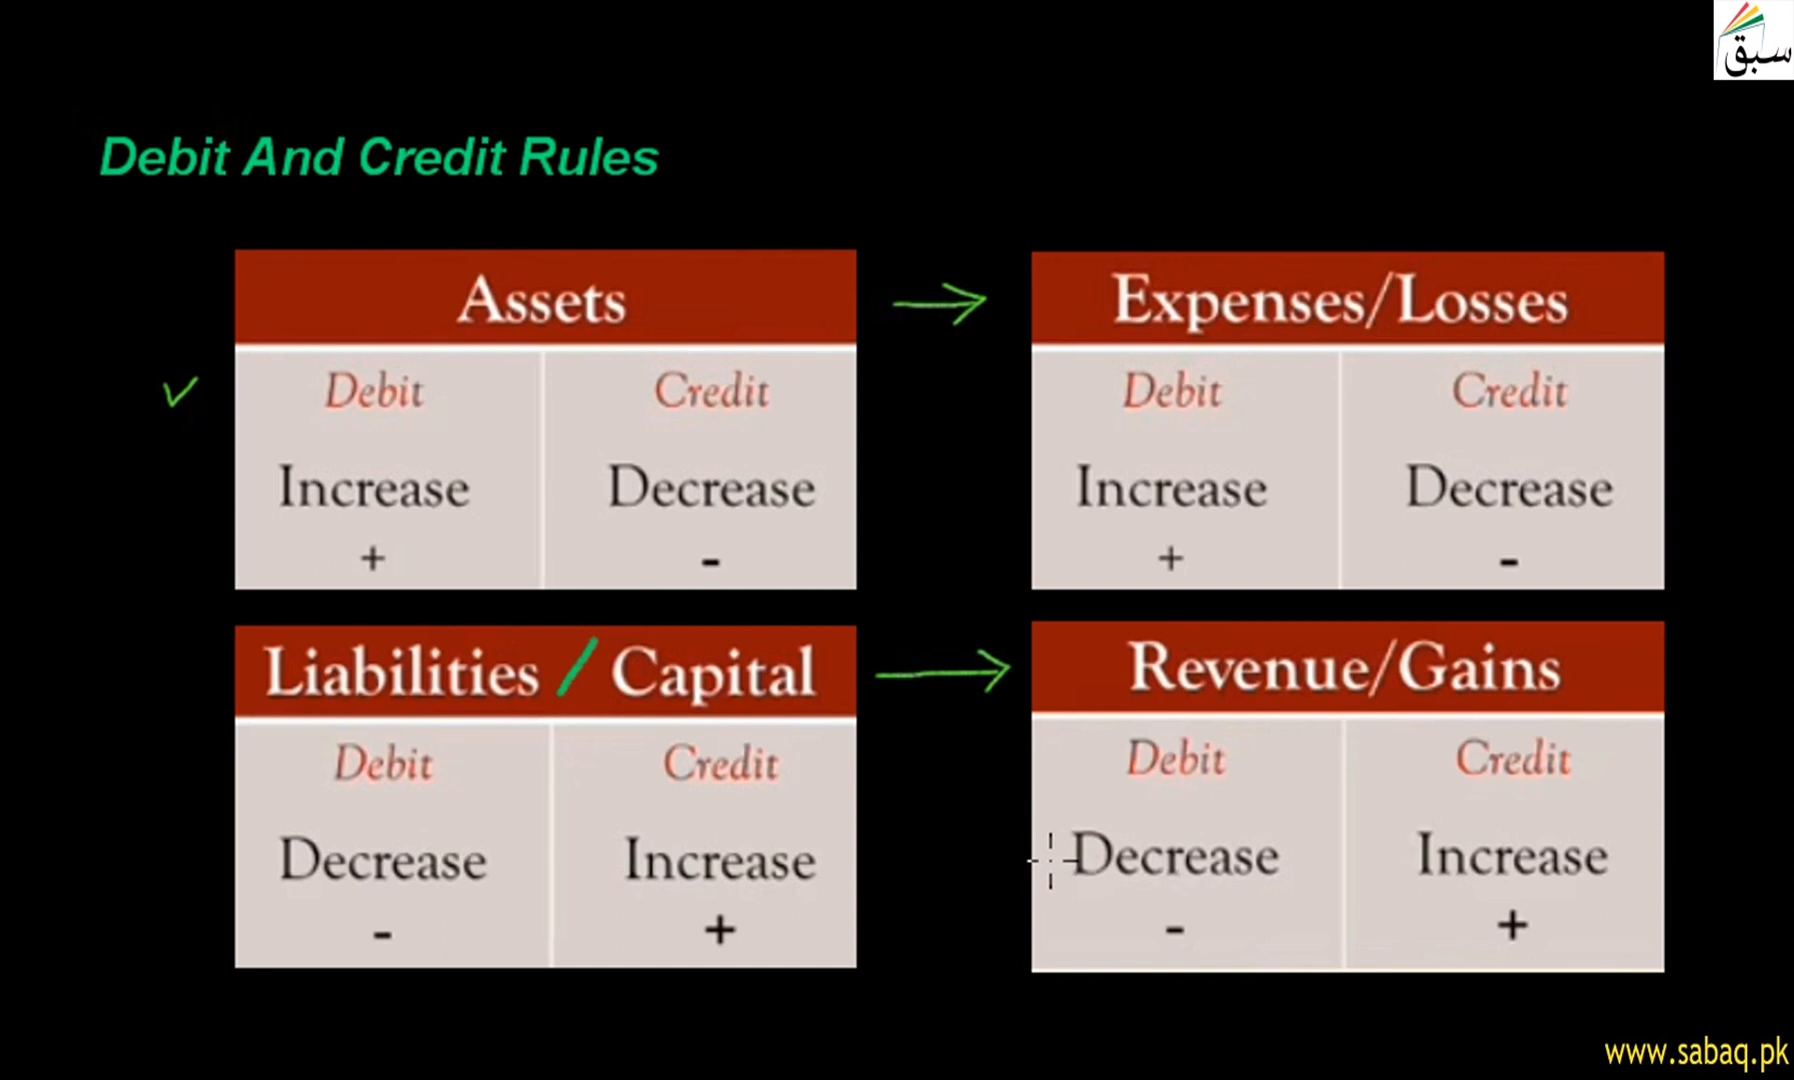 سبق
Debit And Credit Rules
Assets
Debit Credit
Increase Decrease
+ -
Expenses/Losses
Debit Credit
Increase Decrease
+ -
Liabilities / Capital
Debit Credit
Decrease Increase
- +
Revenue/Gains
Debit Credit
Decrease Increase
- +
www.sabaq.pk